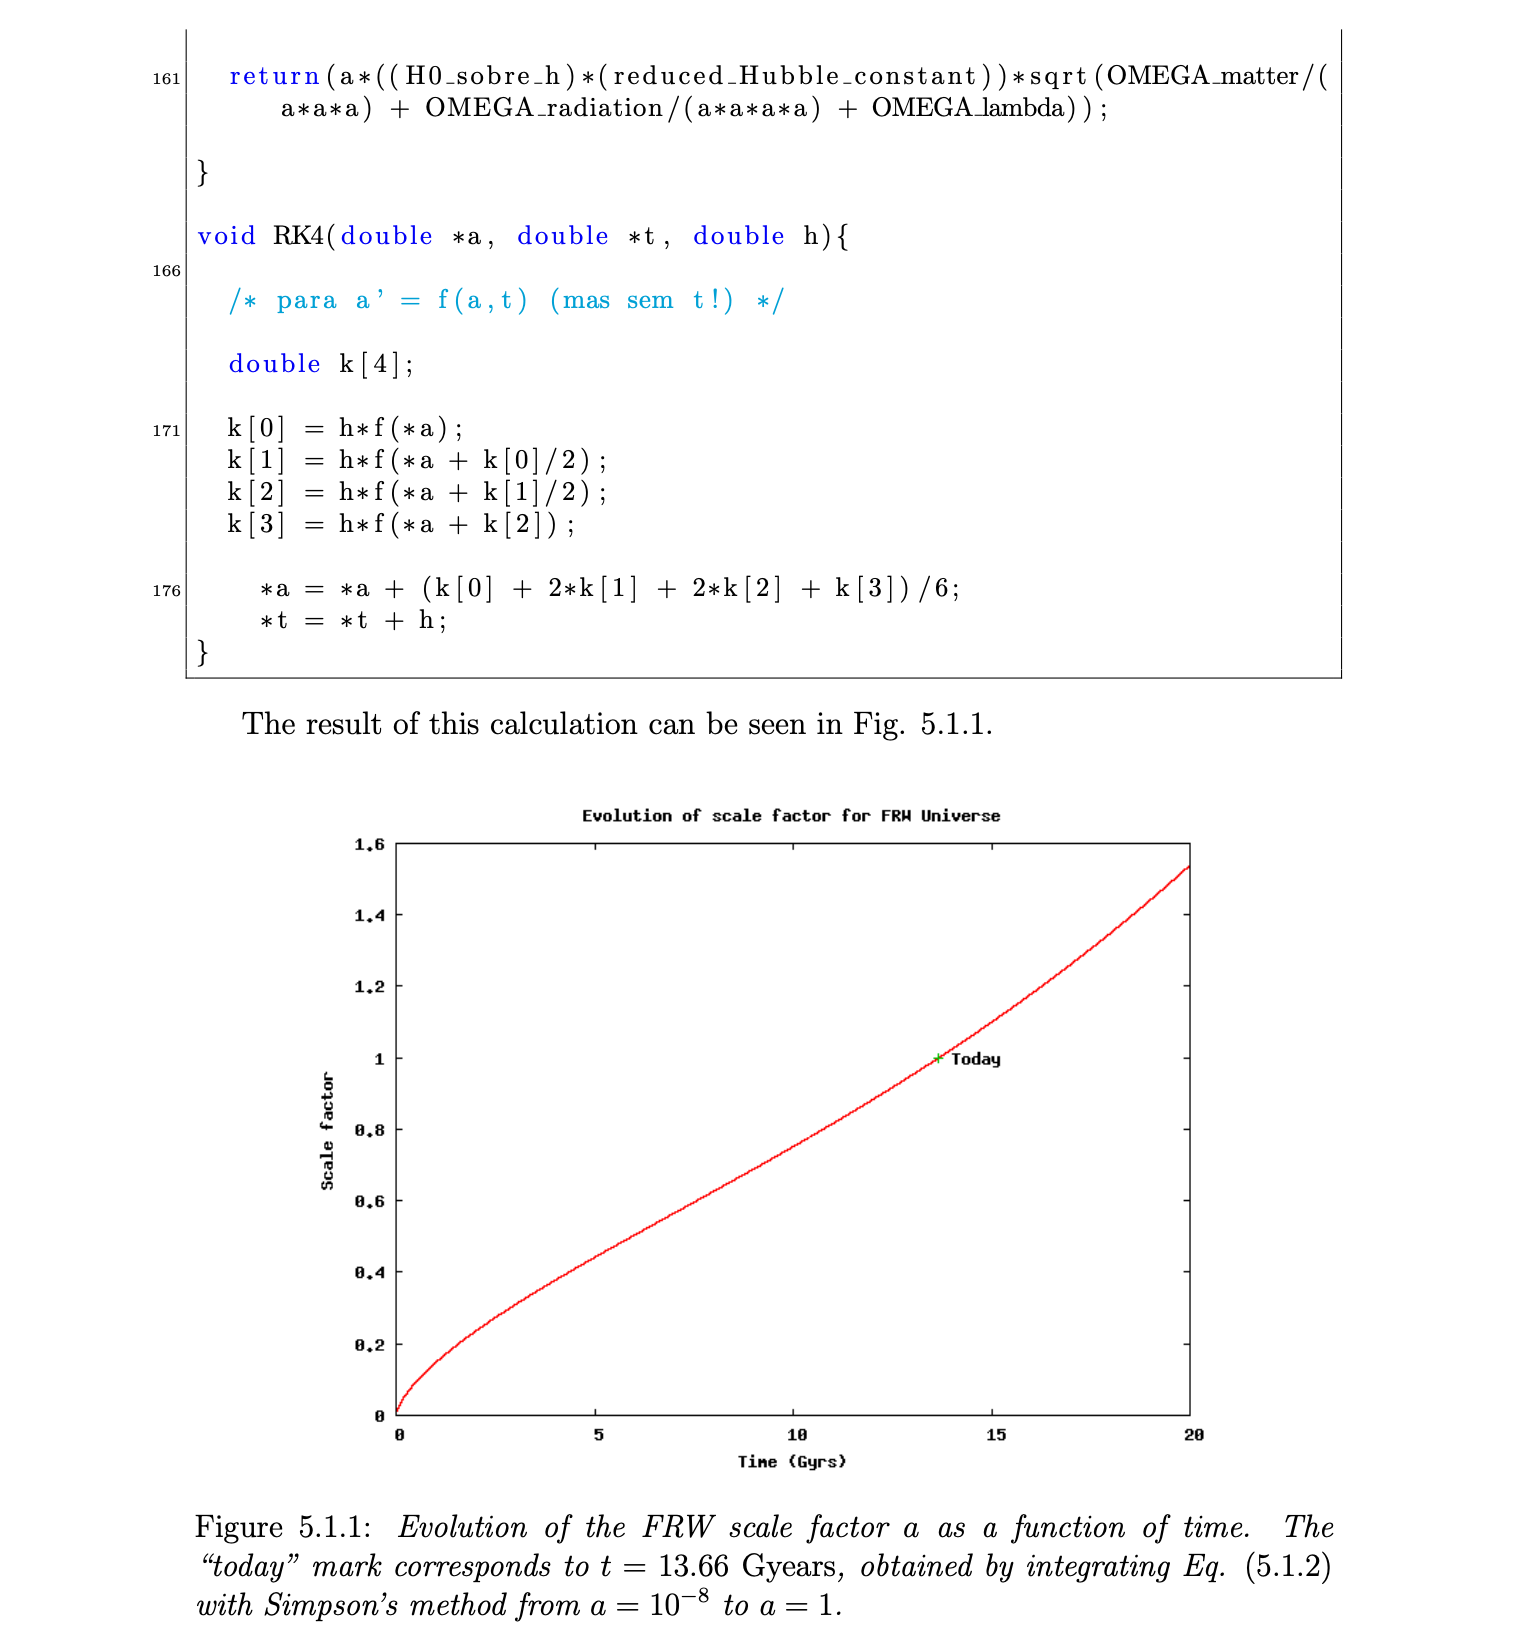 161 return(a*((H0_sobre_h)*(reduced_Hubble_constant))*sqrt(OMEGA_matter/(
a*a*a) + OMEGA_radiation/(a*a*a*a) + OMEGA_lambda));
}
void RK4(double *a, double *t, double h){
166
/* para a' = f(a,t) (mas sem t!) */
double k[4];
171 k[0] = h*f(*a);
k[1] = h*f(*a + k[0]/2);
k[2] = h*f(*a + k[1]/2);
k[3] = h*f(*a + k[2]);
176 *a = *a + (k[0] + 2*k[1] + 2*k[2] + k[3])/6;
*t = *t + h;
}
The result of this calculation can be seen in Fig. 5.1.1.
Evolution of scale factor for FRW Universe
1.6
1.4
1.2
1
0.8
0.6
0.4
0.2
0
Scale factor
Today
0 5 10 15 20
Time (Gyrs)
Figure 5.1.1: Evolution of the FRW scale factor a as a function of time. The
“today” mark corresponds to t = 13.66 Gyears, obtained by integrating Eq. (5.1.2)
with Simpson’s method from a = 10⁻⁸ to a = 1.